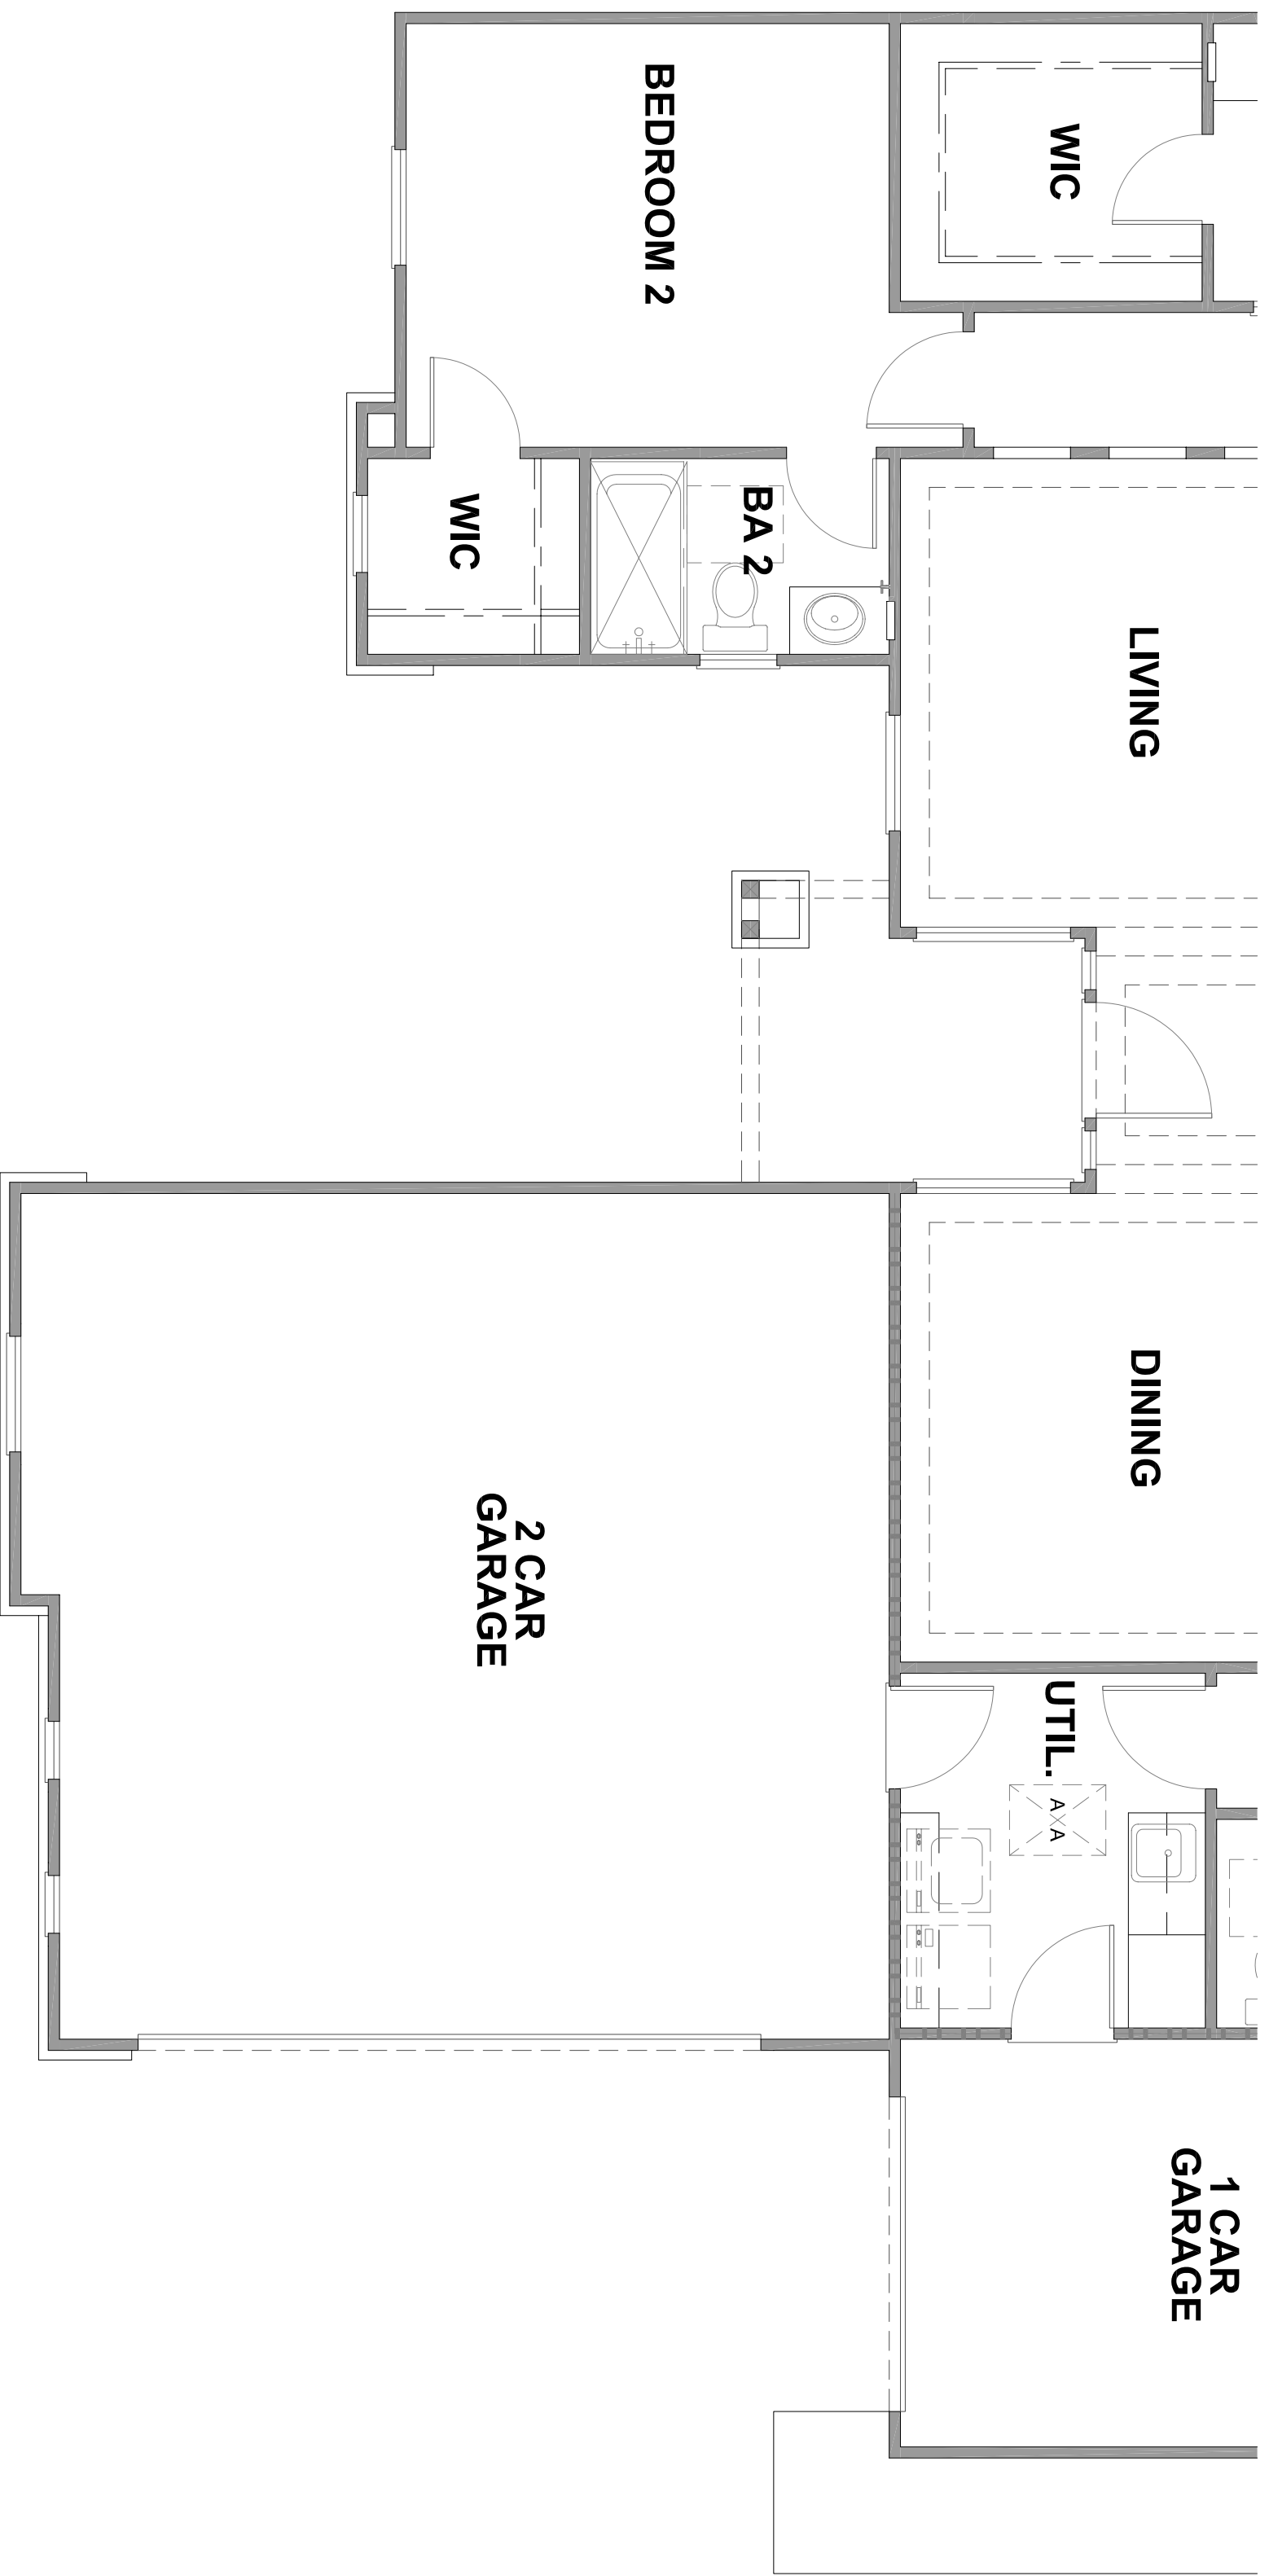 WIC
BEDROOM 2
WIC
BA 2
LIVING
DINING
2 CAR
GARAGE
UTIL.
A A
1 CAR
GARAGE